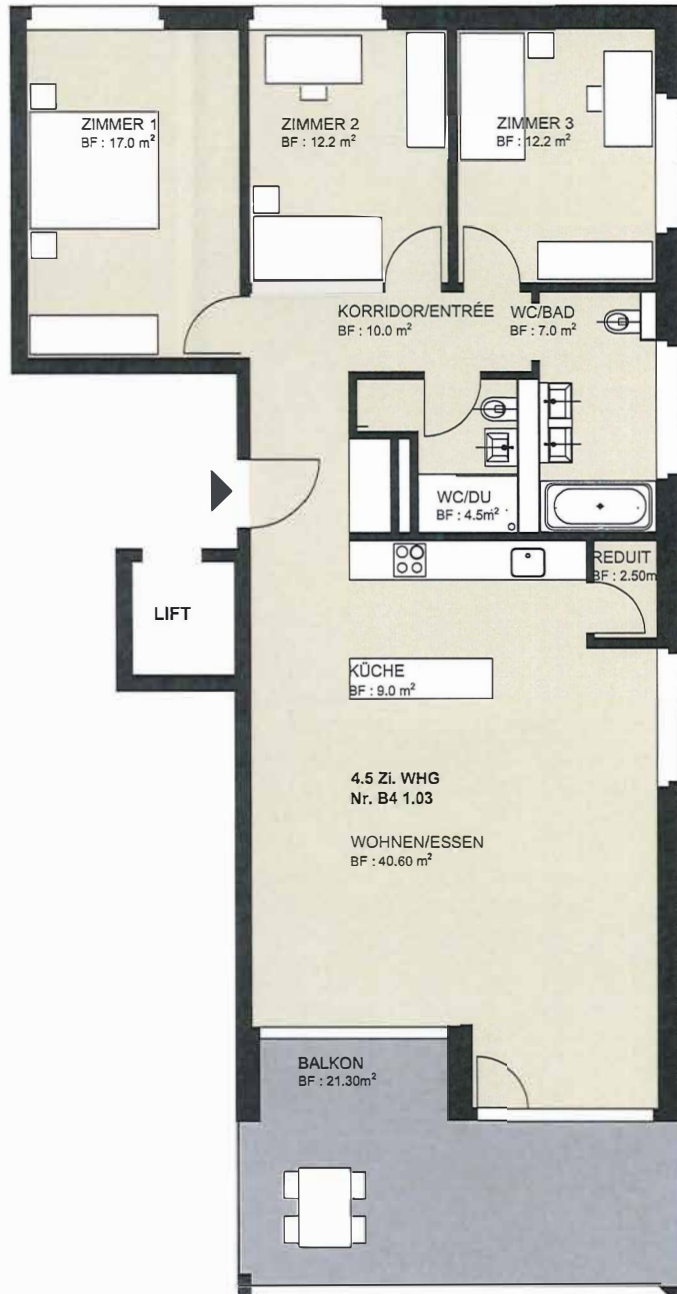 ZIMMER 1
BF : 17.0 m²
ZIMMER 2
BF : 12.2 m²
ZIMMER 3
BF : 12.2 m²
KORRIDOR/ENTRÉE
BF : 10.0 m²
WC/BAD
BF : 7.0 m²
WC/DU
BF : 4.5m²
REDUIT
BF : 2.50m
LIFT
KÜCHE
BF : 9.0 m²
4.5 Zi. WHG
Nr. B4 1.03
WOHNEN/ESSEN
BF : 40.60 m²
BALKON
BF : 21.30m²